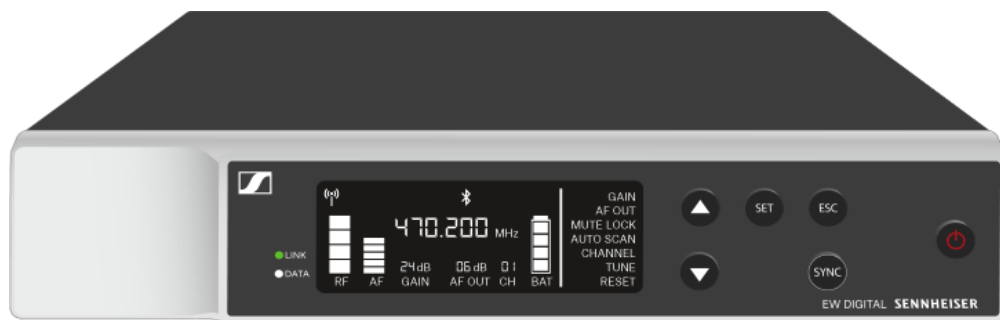 470.200 MHz
24 dB 06 dB 01
RF AF GAIN AF OUT CH BAT
GAIN
AF OUT
MUTE LOCK
AUTO SCAN
CHANNEL
TUNE
RESET
LINK
DATA
SET
ESC
SYNC
EW DIGITAL SENNHEISER